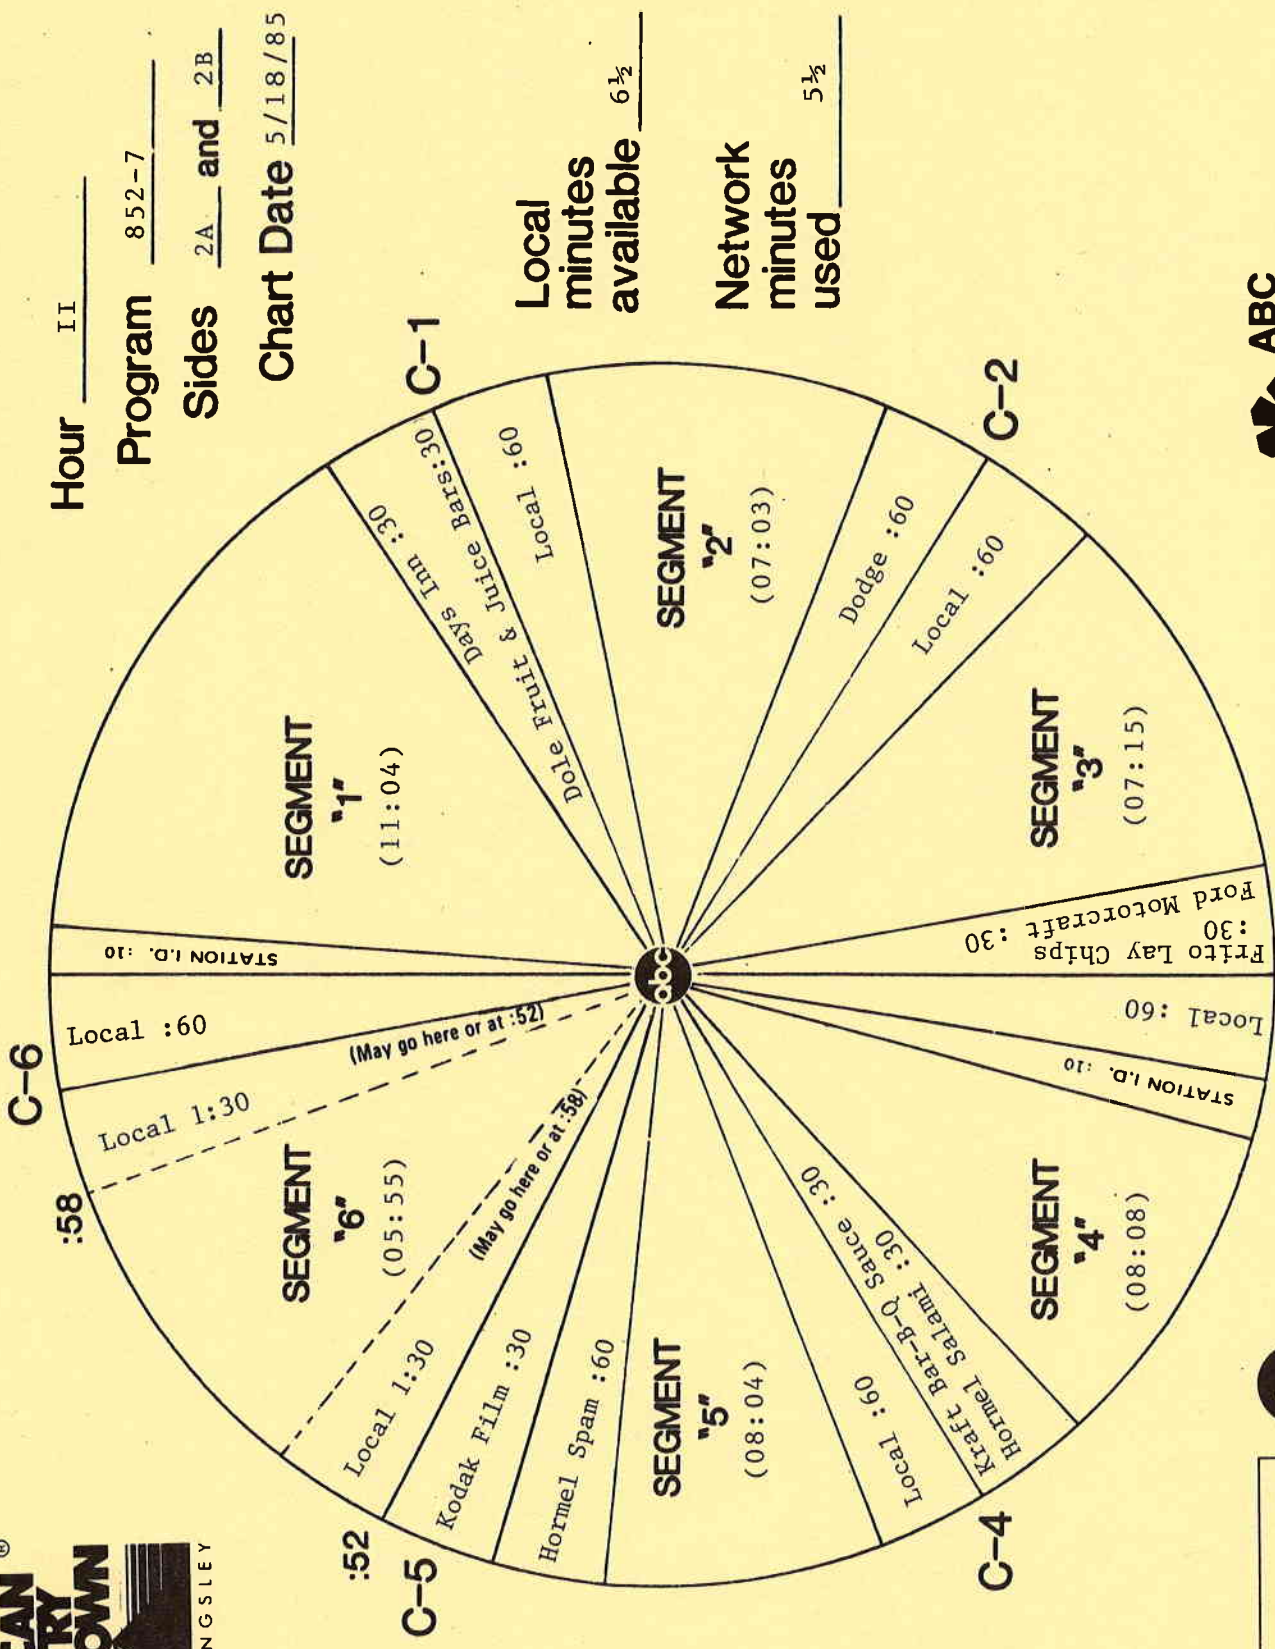 Hour II
Program 852-7
Sides 2A and 2B
Chart Date 5/18/85
Local
minutes
available 6½
Network
minutes
used 5½
STATION I.D. :10
SEGMENT
"1"
(11:04)
Days Inn :30
Dole Fruit & Juice Bars:30
C-1
Local :60
SEGMENT
"2"
(07:03)
Dodge :60
C-2
Local :60
SEGMENT
"3"
(07:15)
Ford Motorcraft :30
Frito Lay Chips
:30
Local :60
STATION I.D. :10
SEGMENT
"4"
(08:08)
Hormel Salami :30
Kraft Bar-B-Q Sauce :30
C-4
Local :60
SEGMENT
"5"
(08:04)
Hormel Spam :60
Kodak Film :30
C-5
:52
Local 1:30
(May go here or at :58)
SEGMENT
"6"
(05:55)
:58
(May go here or at :52)
Local 1:30
C-6
Local :60
abc
ABC
CAN ®
TRY
OWN
NGSLEY